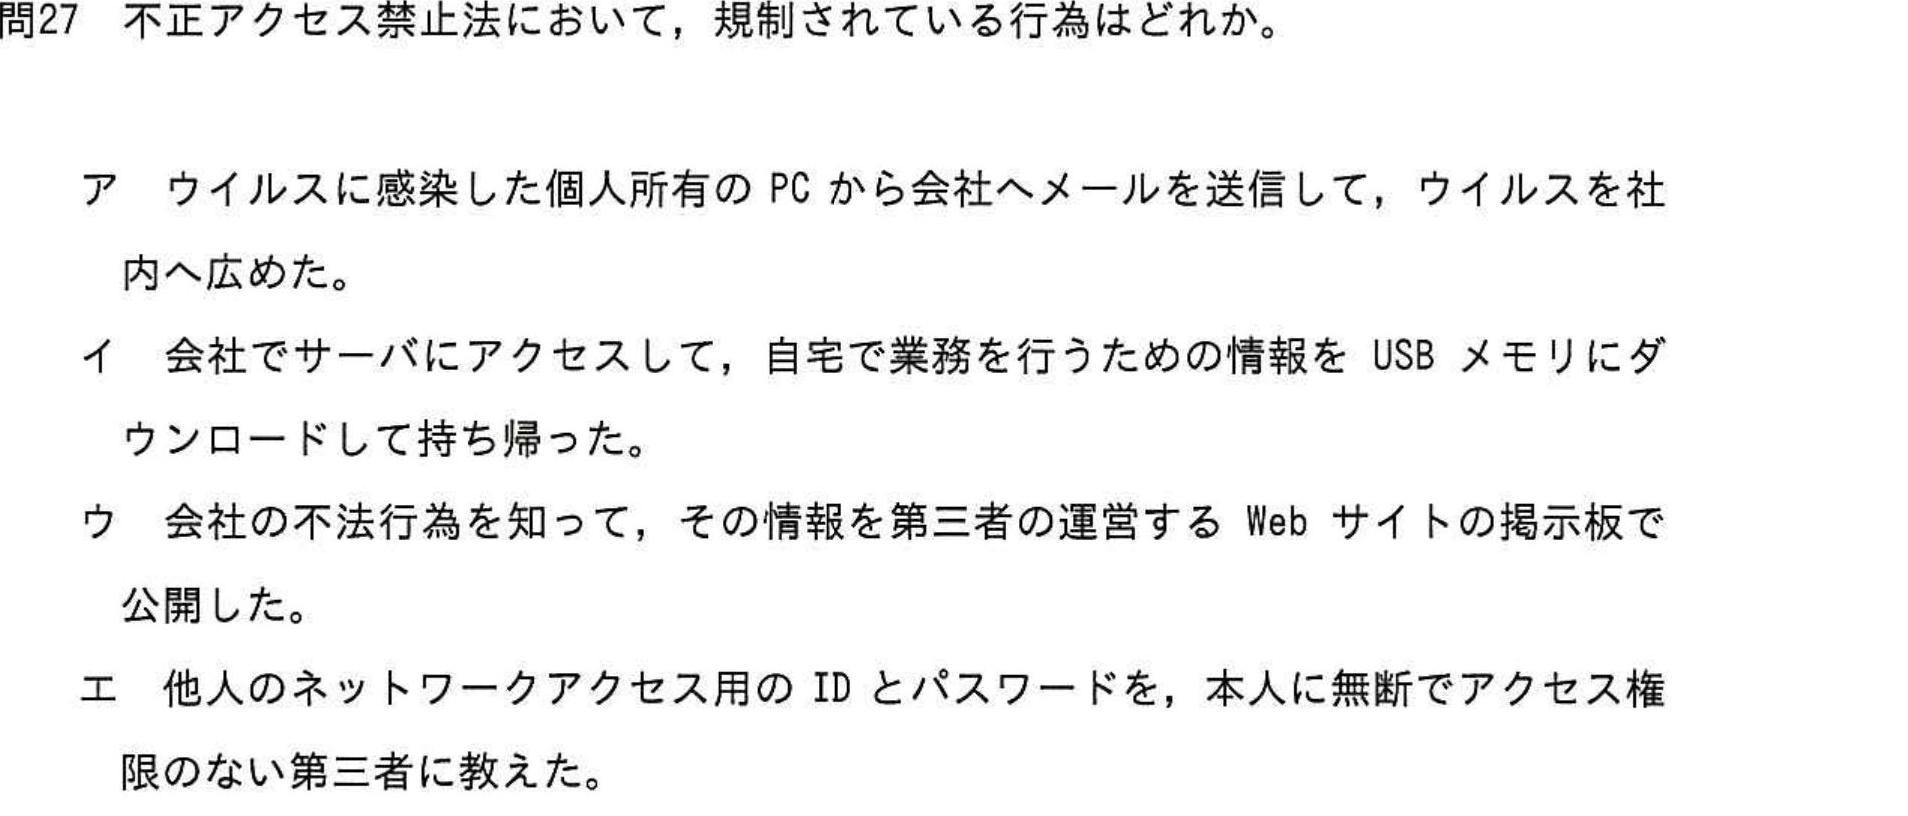 問27　不正アクセス禁止法において，規制されている行為はどれか。
ア　ウイルスに感染した個人所有の PC から会社へメールを送信して，ウイルスを社
内へ広めた。
イ　会社でサーバにアクセスして，自宅で業務を行うための情報を USB メモリにダ
ウンロードして持ち帰った。
ウ　会社の不法行為を知って，その情報を第三者の運営する Web サイトの掲示板で
公開した。
エ　他人のネットワークアクセス用の ID とパスワードを，本人に無断でアクセス権
限のない第三者に教えた。